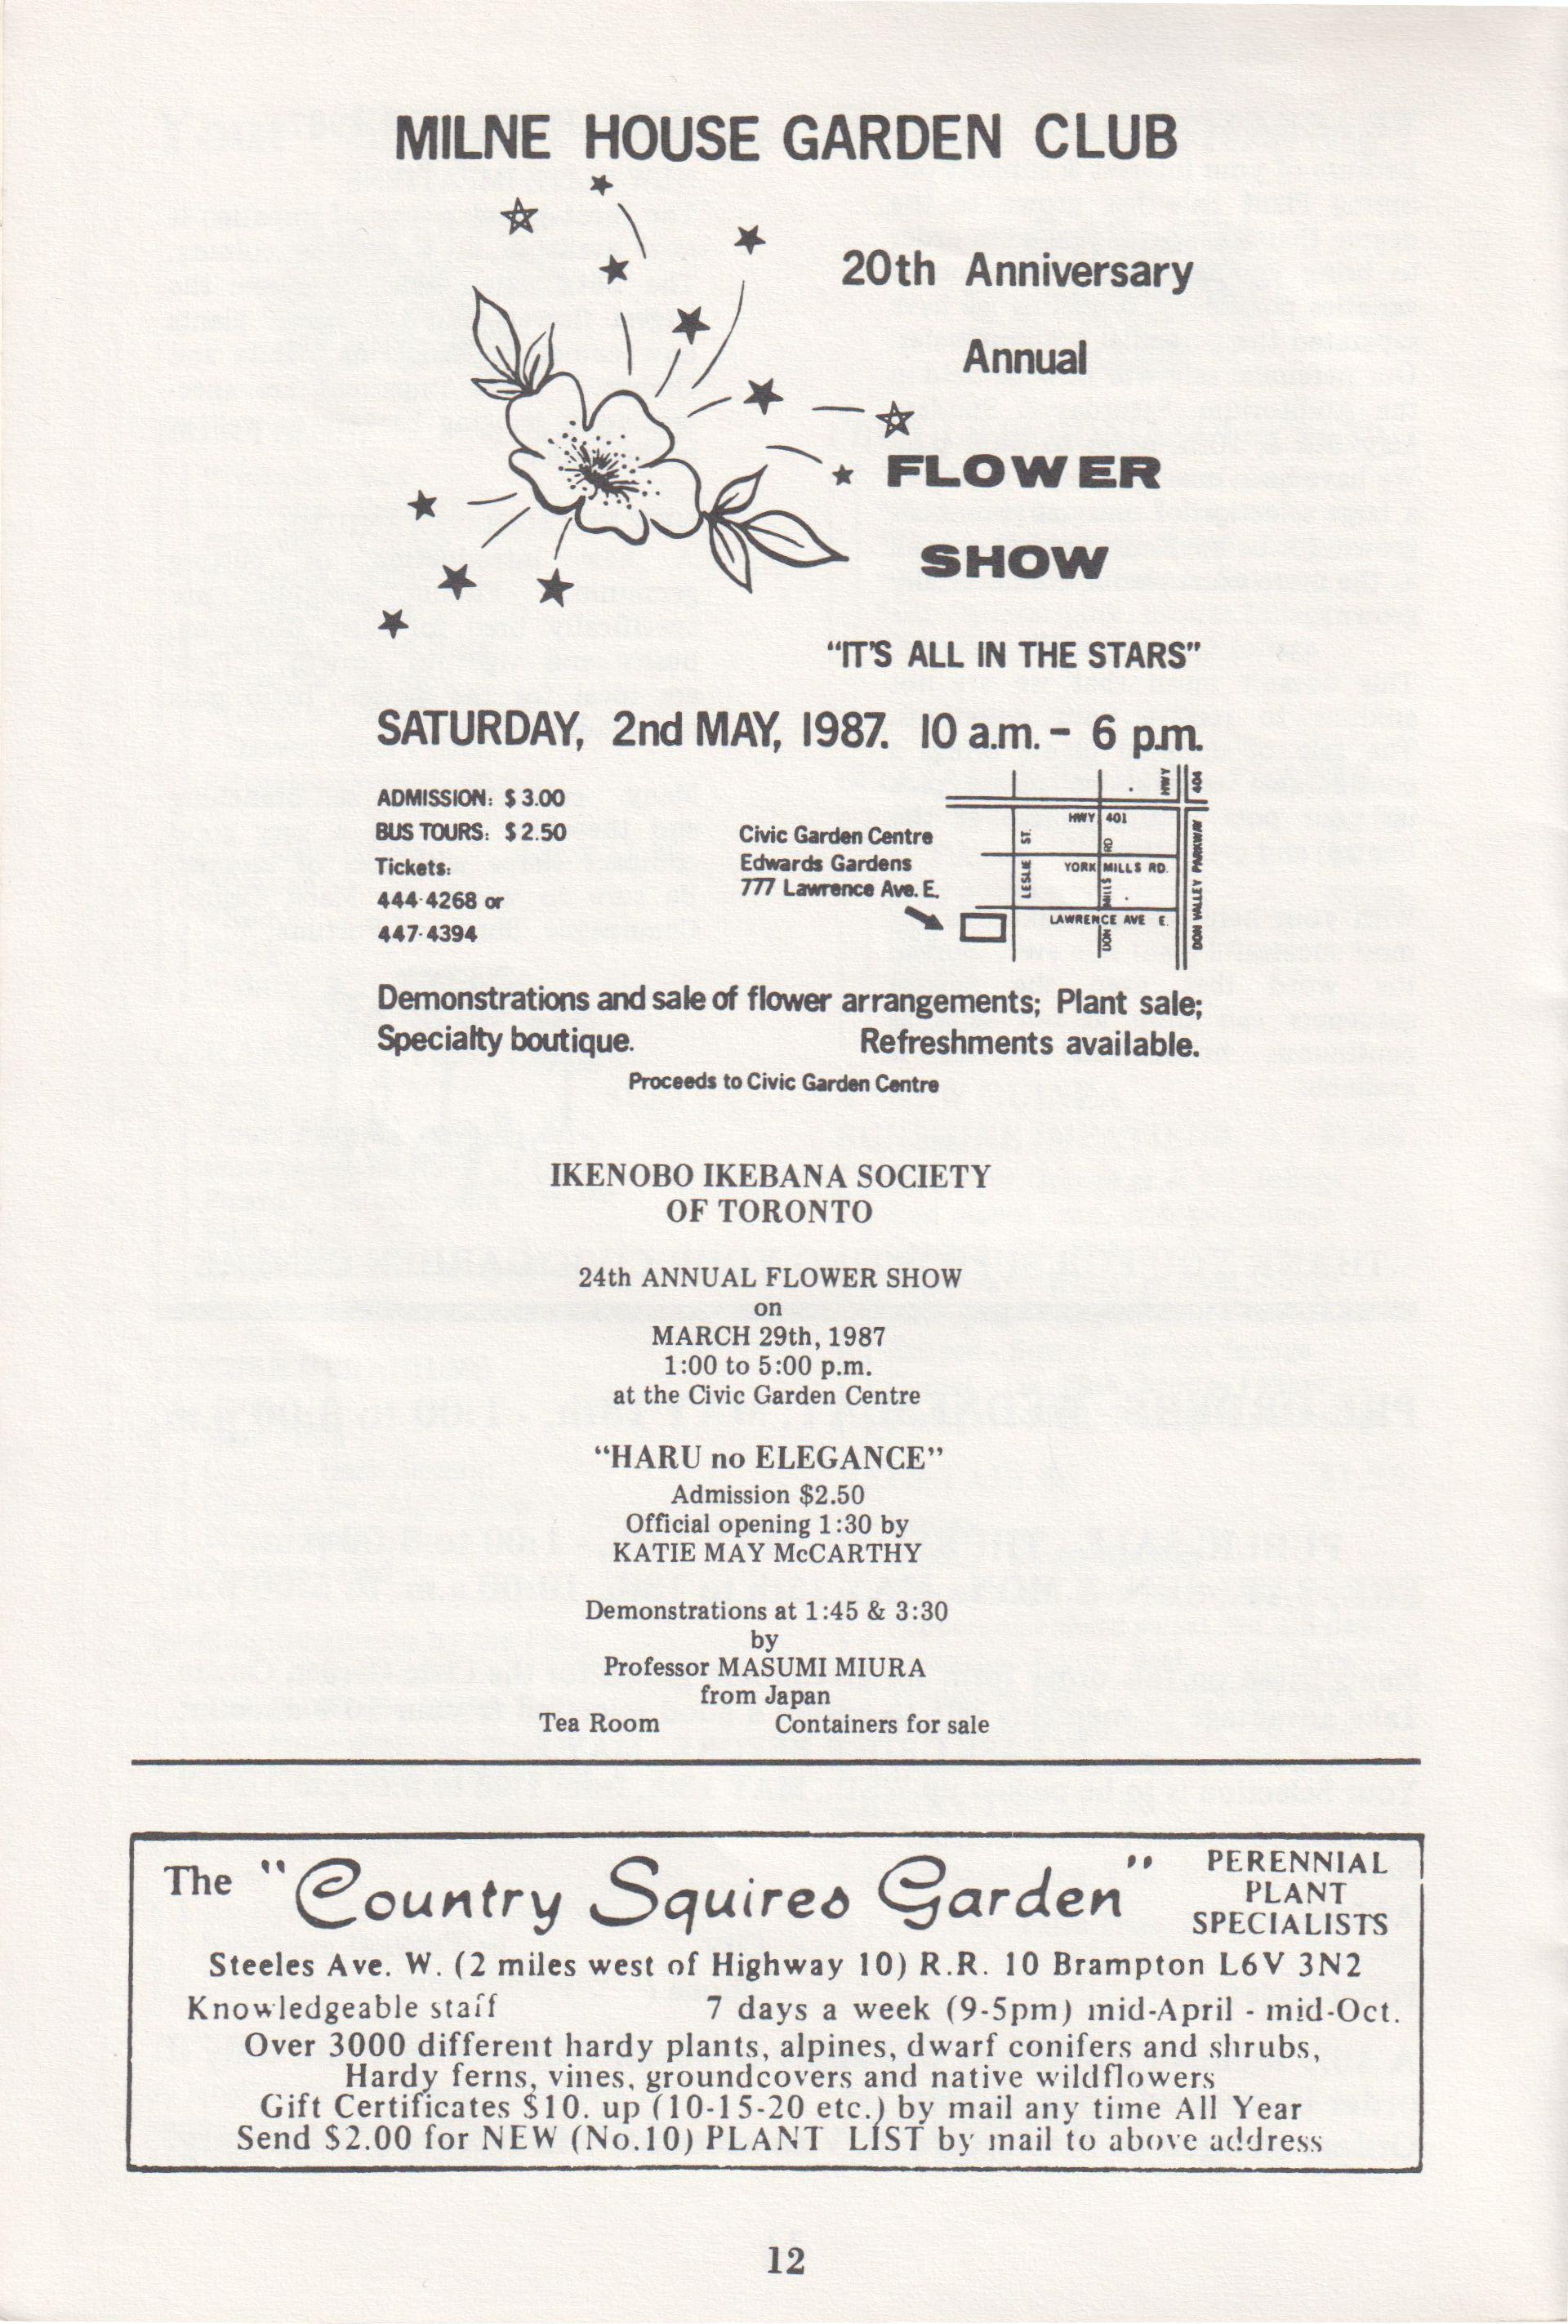 MILNE HOUSE GARDEN CLUB
20th Anniversary
Annual
FLOWER
SHOW
“IT'S ALL IN THE STARS”
SATURDAY, 2nd MAY, 1987. 10 a.m. – 6 p.m.
ADMISSION: $ 3.00
BUS TOURS: $ 2.50
Tickets:
444-4268 or
447-4394
Civic Garden Centre
Edwards Gardens
777 Lawrence Ave. E.
HWY 404
HWY 401
LESLIE ST.
YORK MILLS RD.
DON MILLS RD
LAWRENCE AVE E.
DON VALLEY PARKWAY
Demonstrations and sale of flower arrangements; Plant sale;
Specialty boutique. Refreshments available.
Proceeds to Civic Garden Centre
IKENOBO IKEBANA SOCIETY
OF TORONTO
24th ANNUAL FLOWER SHOW
on
MARCH 29th, 1987
1:00 to 5:00 p.m.
at the Civic Garden Centre
“HARU no ELEGANCE”
Admission $2.50
Official opening 1:30 by
KATIE MAY McCARTHY
Demonstrations at 1:45 & 3:30
by
Professor MASUMI MIURA
from Japan
Tea Room Containers for sale
The "Country Squires Garden" PERENNIAL
PLANT
SPECIALISTS
Steeles Ave. W. (2 miles west of Highway 10) R.R. 10 Brampton L6V 3N2
Knowledgeable staff 7 days a week (9-5pm) mid-April - mid-Oct.
Over 3000 different hardy plants, alpines, dwarf conifers and shrubs,
Hardy ferns, vines, groundcovers and native wildflowers
Gift Certificates $10. up (10-15-20 etc.) by mail any time All Year
Send $2.00 for NEW (No.10) PLANT LIST by mail to above address
12